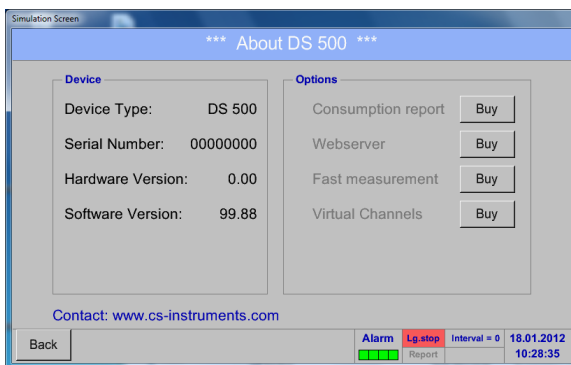 Simulation Screen
*** About DS 500 ***
Device
Device Type: DS 500
Serial Number: 00000000
Hardware Version: 0.00
Software Version: 99.88
Options
Consumption report Buy
Webserver Buy
Fast measurement Buy
Virtual Channels Buy
Contact: www.cs-instruments.com
Back
Alarm
Lg.stop
Report
Interval = 0
18.01.2012
10:28:35